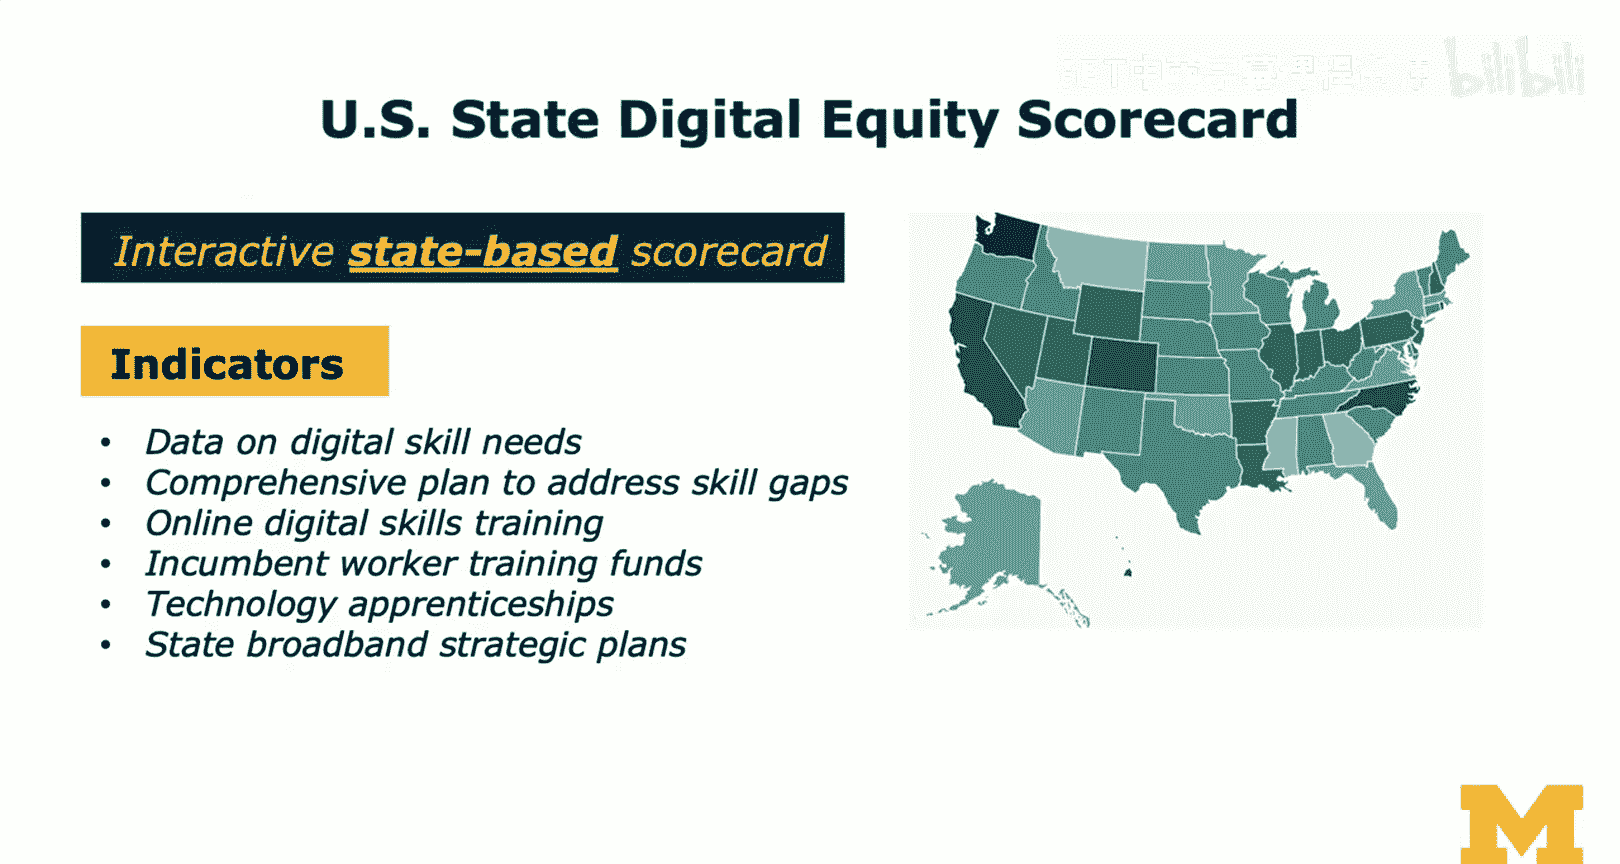 bilibili
U.S. State Digital Equity Scorecard
Interactive state-based scorecard
Indicators
• Data on digital skill needs
• Comprehensive plan to address skill gaps
• Online digital skills training
• Incumbent worker training funds
• Technology apprenticeships
• State broadband strategic plans
M